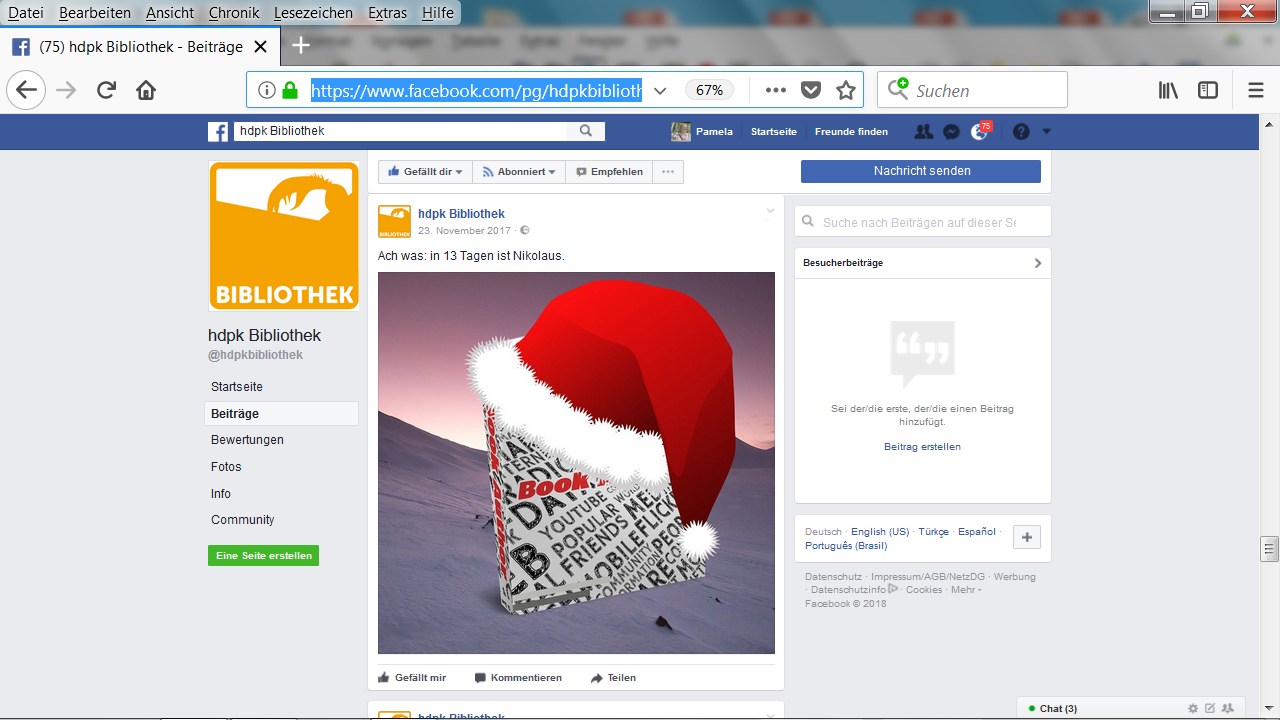 Datei Bearbeiten Ansicht Chronik Lesezeichen Extras Hilfe
(75) hdpk Bibliothek - Beiträge
https://www.facebook.com/pg/hdpkbiblioth
67%
Suchen
hdpk Bibliothek
Pamela Startseite Freunde finden
75
Gefällt dir Abonniert Empfehlen
Nachricht senden
BIBLIOTHEK
hdpk Bibliothek
@hdpkbibliothek
Startseite
Beiträge
Bewertungen
Fotos
Info
Community
Eine Seite erstellen
BIBLIOTHEK
hdpk Bibliothek
23. November 2017 ·
Ach was: in 13 Tagen ist Nikolaus.
Book
YOUTUBE
POPULAR WORD
FRIENDS
MOBILE FLICK
COMMUNITY
Gefällt mir Kommentieren Teilen
hdpk Bibliothek
Suche nach Beiträgen auf dieser Se
Besucherbeiträge
Sei der/die erste, der/die einen Beitrag
hinzufügt.
Beitrag erstellen
Deutsch · English (US) · Türkçe · Español ·
Português (Brasil)
Datenschutz · Impressum/AGB/NetzDG · Werbung
· Datenschutzinfo · Cookies · Mehr
Facebook © 2018
Chat (3)